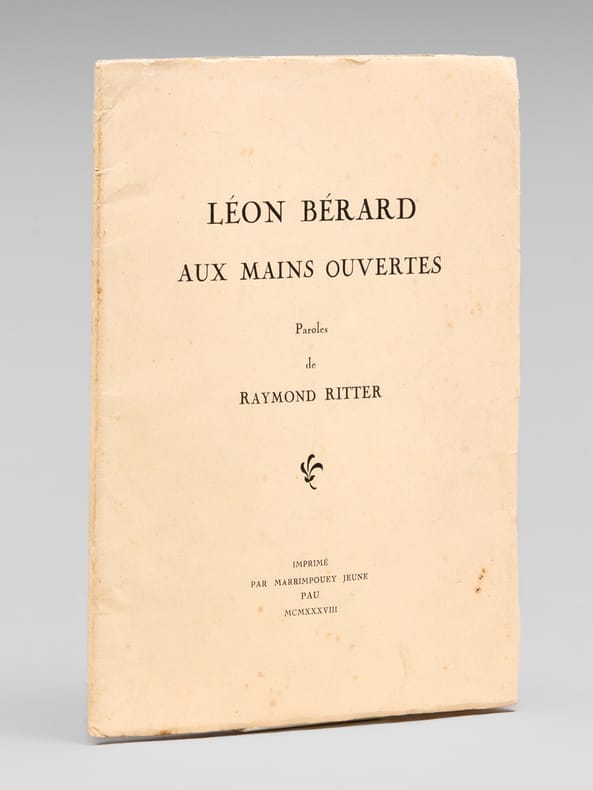 LÉON BÉRARD
AUX MAINS OUVERTES
Paroles
de
RAYMOND RITTER
IMPRIMÉ
PAR MARRIMPOUEY JEUNE
PAU
MCMXXXVIII